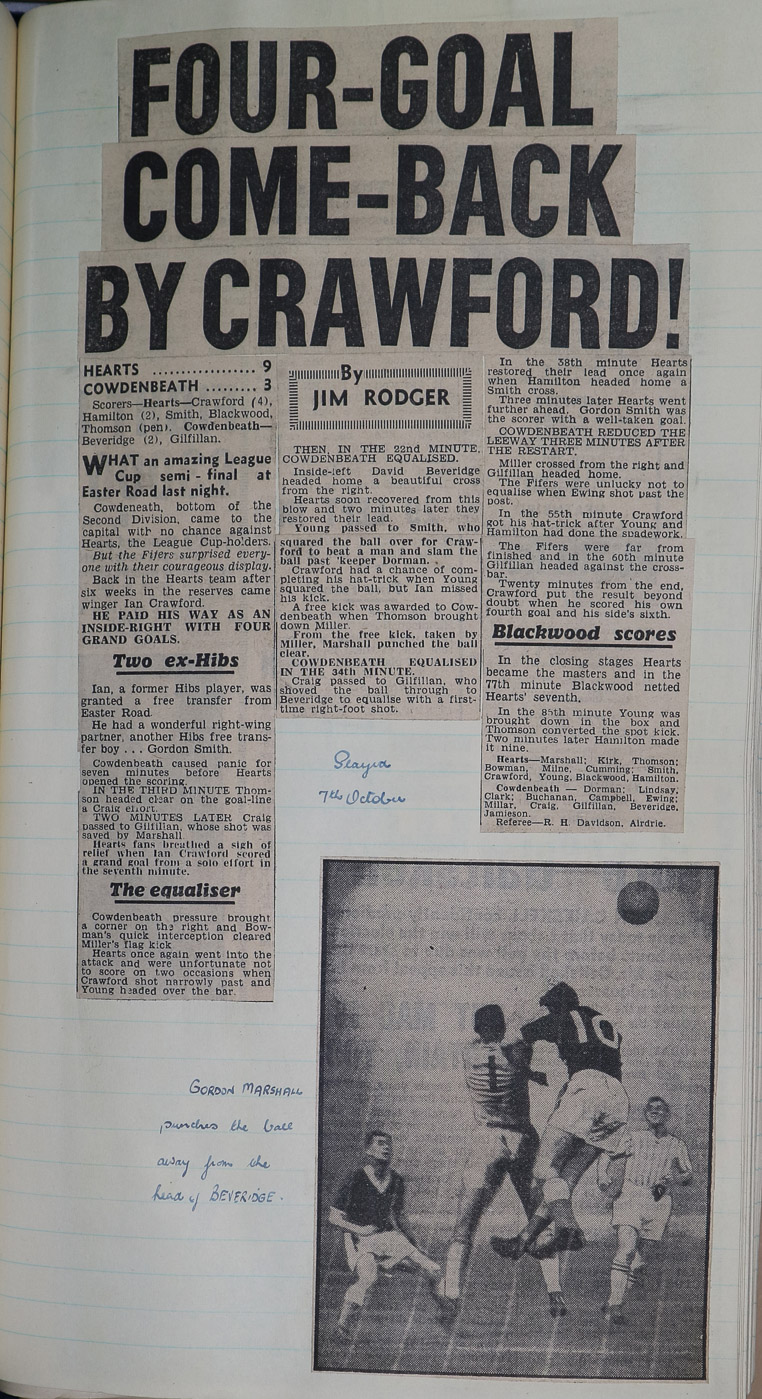 FOUR-GOAL
COME-BACK
BY CRAWFORD!
HEARTS ................. 9
COWDENBEATH ......... 3
Scorers—Hearts—Crawford (4),
Hamilton (2), Smith, Blackwood,
Thomson (pen). Cowdenbeath—
Beveridge (2), Gilfillan.
WHAT an amazing League
Cup semi-final at
Easter Road last night.
Cowdeneath, bottom of the
Second Division, came to the
capital with no chance against
Hearts, the League Cup-holders.
But the Fifers surprised every-
one with their courageous display.
Back in the Hearts team after
six weeks in the reserves came
winger Ian Crawford.
HE PAID HIS WAY AS AN
INSIDE-RIGHT WITH FOUR
GRAND GOALS.
Two ex-Hibs
Ian, a former Hibs player, was
granted a free transfer from
Easter Road.
He had a wonderful right-wing
partner, another Hibs free trans-
fer boy . . . Gordon Smith.
Cowdenbeath caused panic for
seven minutes before Hearts
opened the scoring.
IN THE THIRD MINUTE Thom-
son headed clear on the goal-line
a Craig effort.
TWO MINUTES LATER Craig
passed to Gilfillan, whose shot was
saved by Marshall.
Hearts fans breathed a sigh of
relief when Ian Crawford scored
a grand goal from a solo effort in
the seventh minute.
The equaliser
Cowdenbeath pressure brought
a corner on the right and Bow-
man's quick interception cleared
Miller's flag kick
Hearts once again went into the
attack and were unfortunate not
to score on two occasions when
Crawford shot narrowly past and
Young headed over the bar.
By
JIM RODGER
THEN, IN THE 22nd MINUTE,
COWDENBEATH EQUALISED.
Inside-left David Beveridge
headed home a beautiful cross
from the right.
Hearts soon recovered from this
blow and two minutes later they
restored their lead.
Young passed to Smith, who
squared the ball over for Craw-
ford to beat a man and slam the
ball past 'keeper Dorman. .
Crawford had a chance of com-
pleting his hat-trick when Young
squared the ball, but Ian missed
his kick.
A free kick was awarded to Cow-
denbeath when Thomson brought
down Miller.
From the free kick, taken by
Miller, Marshall punched the ball
clear.
COWDENBEATH EQUALISED
IN THE 34th MINUTE.
Craig passed to Gilfillan, who
shoved the ball through to
Beveridge to equalise with a first-
time right-foot shot.
In the 38th minute Hearts
restored their lead once again
when Hamilton headed home a
Smith cross.
Three minutes later Hearts went
further ahead. Gordon Smith was
the scorer with a well-taken goal.
COWDENBEATH REDUCED THE
LEEWAY THREE MINUTES AFTER
THE RESTART.
Miller crossed from the right and
Gilfillan headed home.
The Fifers were unlucky not to
equalise when Ewing shot past the
post.
In the 55th minute Crawford
got his hat-trick after Young and
Hamilton had done the spadework.
The Fifers were far from
finished and in the 60th minute
Gilfillan headed against the cross-
bar.
Twenty minutes from the end,
Crawford put the result beyond
doubt when he scored his own
fourth goal and his side's sixth.
Blackwood scores
In the closing stages Hearts
became the masters and in the
77th minute Blackwood netted
Hearts' seventh.
In the 85th minute Young was
brought down in the box and
Thomson converted the spot kick.
Two minutes later Hamilton made
it nine.
Hearts—Marshall; Kirk, Thomson;
Bowman, Milne, Cumming; Smith,
Crawford, Young, Blackwood, Hamilton.
Cowdenbeath — Dorman; Lindsay,
Clark; Buchanan, Campbell, Ewing;
Millar, Craig, Gilfillan, Beveridge,
Jamieson.
Referee—R. H. Davidson, Airdrie.
Played
7th October
GORDON MARSHALL
punches the ball
away from the
head of BEVERIDGE.
1
10